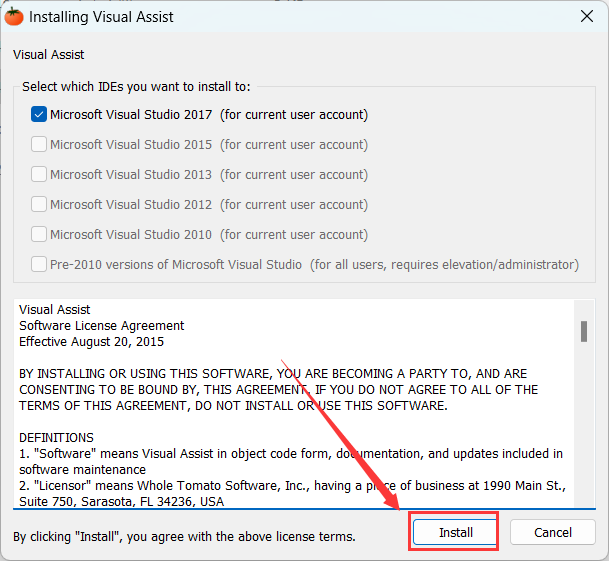 Installing Visual Assist
Visual Assist
Select which IDEs you want to install to:
Microsoft Visual Studio 2017 (for current user account)
Microsoft Visual Studio 2015 (for current user account)
Microsoft Visual Studio 2013 (for current user account)
Microsoft Visual Studio 2012 (for current user account)
Microsoft Visual Studio 2010 (for current user account)
Pre-2010 versions of Microsoft Visual Studio (for all users, requires elevation/administrator)
Visual Assist
Software License Agreement
Effective August 20, 2015
BY INSTALLING OR USING THIS SOFTWARE, YOU ARE BECOMING A PARTY TO, AND ARE
CONSENTING TO BE BOUND BY, THIS AGREEMENT. IF YOU DO NOT AGREE TO ALL OF THE
TERMS OF THIS AGREEMENT, DO NOT INSTALL OR USE THIS SOFTWARE.
DEFINITIONS
1. "Software" means Visual Assist in object code form, documentation, and updates included in
software maintenance
2. "Licensor" means Whole Tomato Software, Inc., having a place of business at 1990 Main St.,
Suite 750, Sarasota, FL 34236, USA
By clicking "Install", you agree with the above license terms.
Install
Cancel